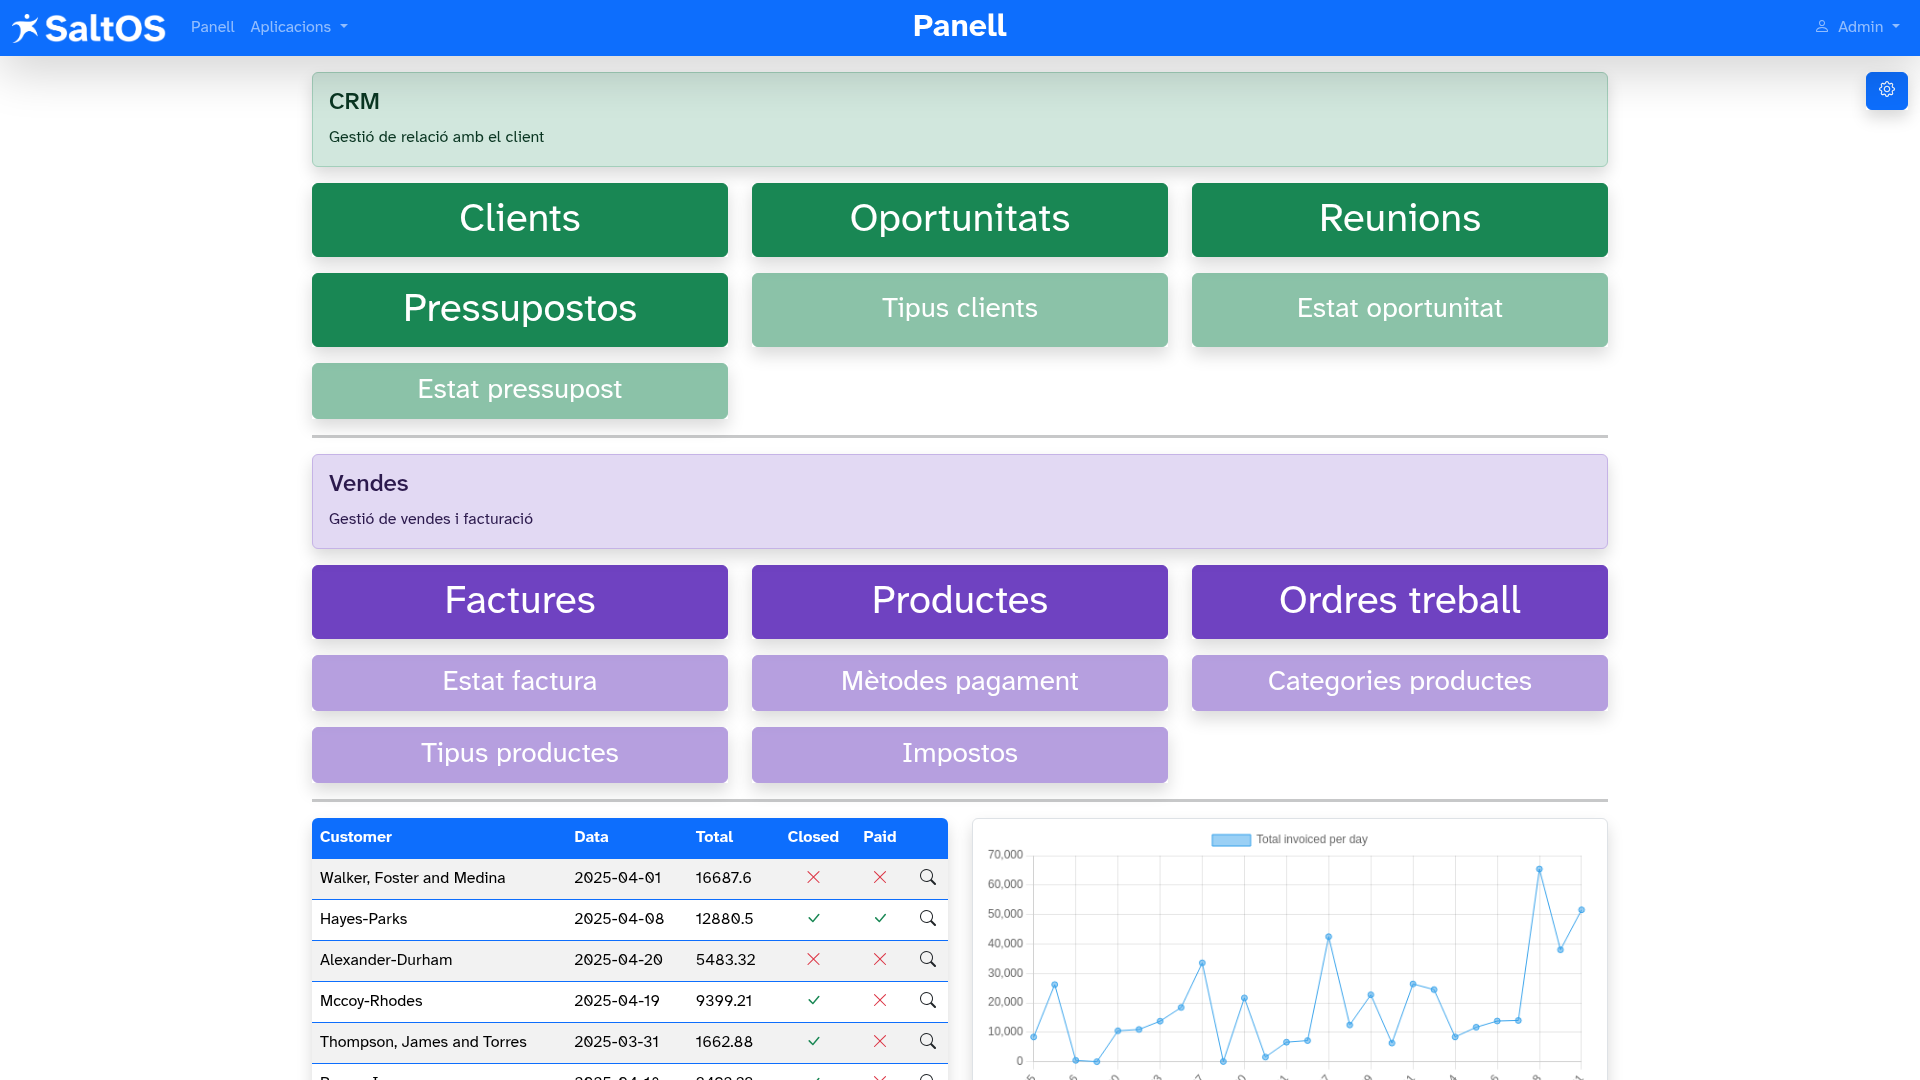 SaltOS
Panell
Aplicacions
Panell
Admin
CRM
Gestió de relació amb el client
Clients
Oportunitats
Reunions
Pressupostos
Tipus clients
Estat oportunitat
Estat pressupost
Vendes
Gestió de vendes i facturació
Factures
Productes
Ordres treball
Estat factura
Mètodes pagament
Categories productes
Tipus productes
Impostos
Customer Data Total Closed Paid
Walker, Foster and Medina 2025-04-01 16687.6
Hayes-Parks 2025-04-08 12880.5
Alexander-Durham 2025-04-20 5483.32
Mccoy-Rhodes 2025-04-19 9399.21
Thompson, James and Torres 2025-03-31 1662.88
Total invoiced per day
70,000
60,000
50,000
40,000
30,000
20,000
10,000
0